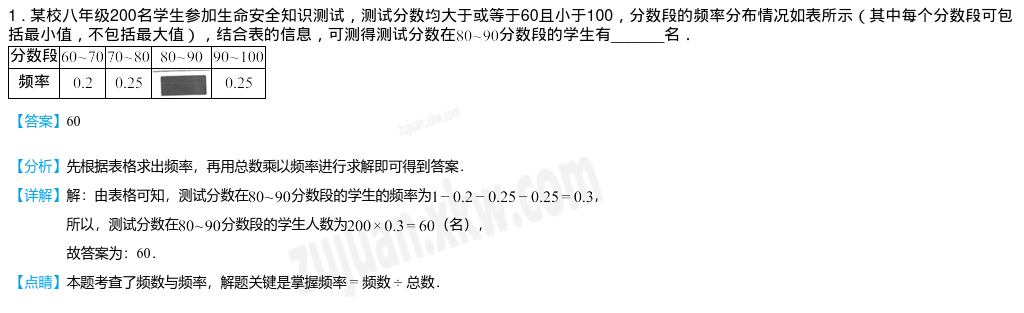 1．某校八年级200名学生参加生命安全知识测试，测试分数均大于或等于60且小于100，分数段的频率分布情况如表所示（其中每个分数段可包
括最小值，不包括最大值），结合表的信息，可测得测试分数在80~90分数段的学生有______名．
分数段 60~70 70~80 80~90 90~100
频率 0.2 0.25 0.25
【答案】60
【分析】先根据表格求出频率，再用总数乘以频率进行求解即可得到答案．
【详解】解：由表格可知，测试分数在80~90分数段的学生的频率为1－0.2－0.25－0.25＝0.3，
所以，测试分数在80~90分数段的学生人数为200×0.3＝60（名），
故答案为：60．
【点睛】本题考查了频数与频率，解题关键是掌握频率＝频数÷总数．
zujuan.xkw.com
zujuan.xkw.com